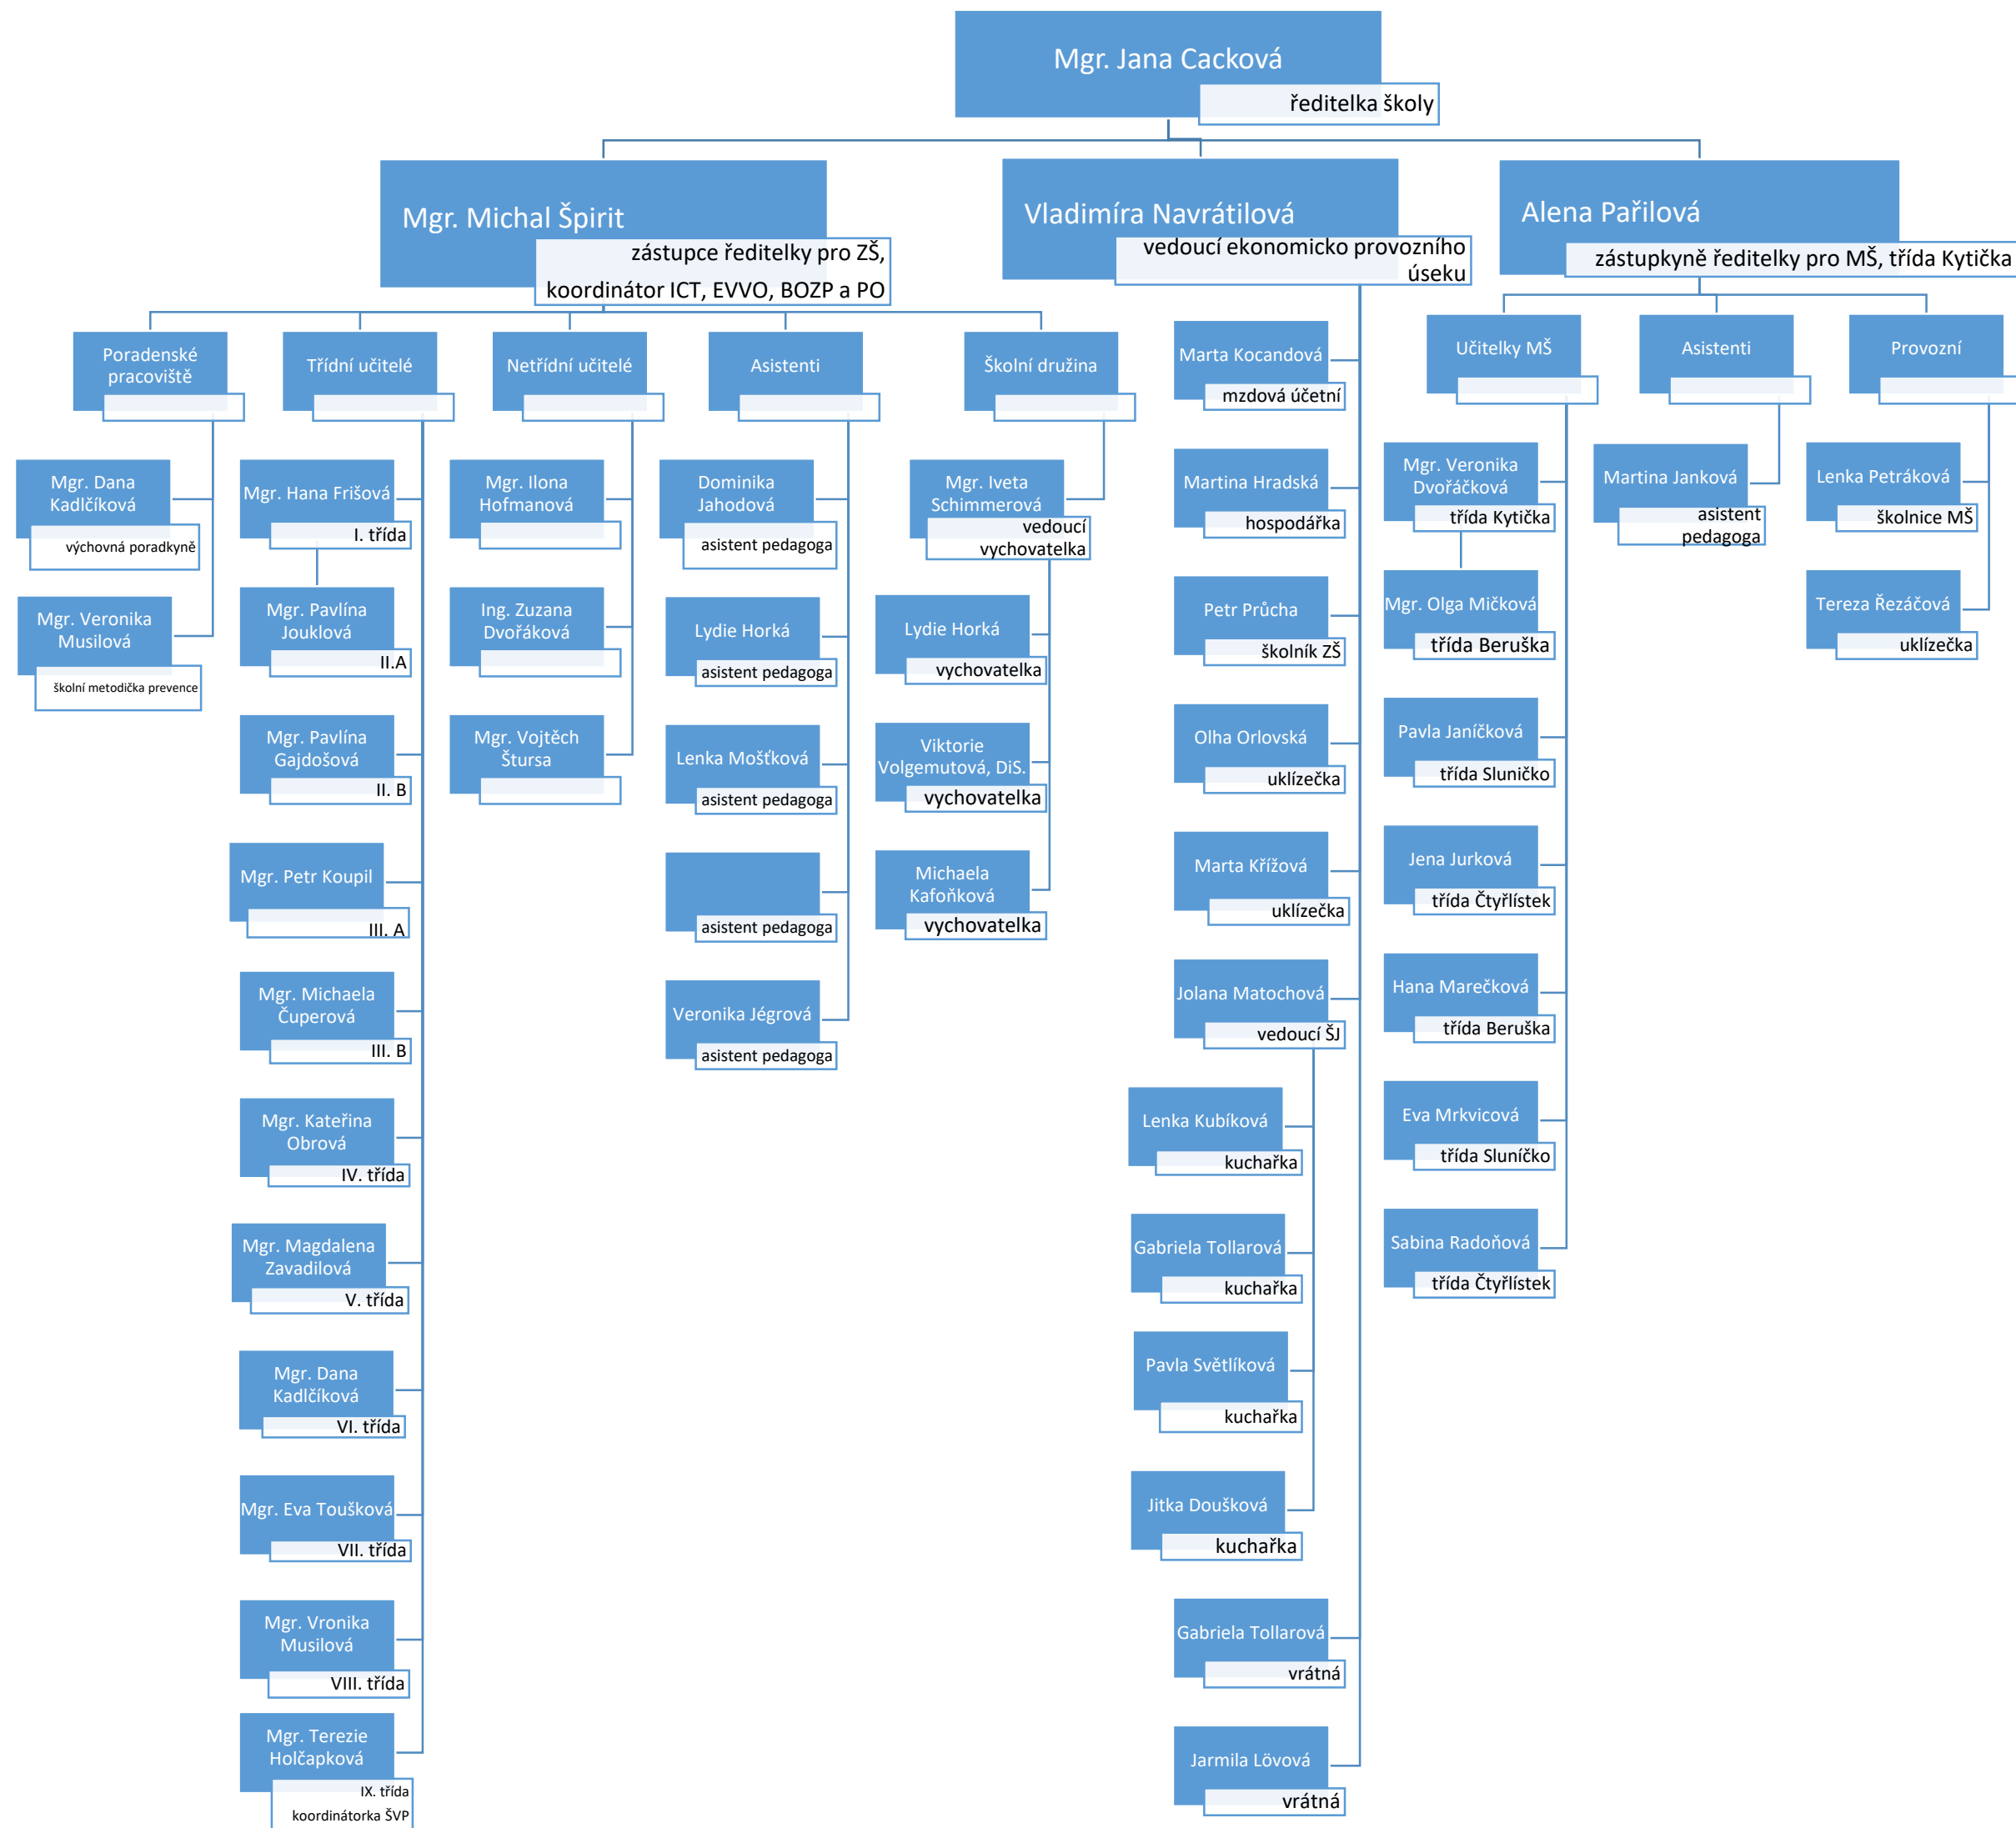 Mgr. Jana Cacková
ředitelka školy
Mgr. Michal Špirit
zástupce ředitelky pro ZŠ,
koordinátor ICT, EVVO, BOZP a PO
Vladimíra Navrátilová
vedoucí ekonomicko provozního
úseku
Alena Pařilová
zástupkyně ředitelky pro MŠ, třída Kytička
Poradenské
pracoviště
Mgr. Dana
Kadlčíková
výchovná poradkyně
Mgr. Veronika
Musilová
školní metodička prevence
Třídní učitelé
Mgr. Hana Frišová
I. třída
Mgr. Pavlína
Jouklová
II.A
Mgr. Pavlína
Gajdošová
II. B
Mgr. Petr Koupil
III. A
Mgr. Michaela
Čuperová
III. B
Mgr. Kateřina
Obrová
IV. třída
Mgr. Magdalena
Zavadilová
V. třída
Mgr. Dana
Kadlčíková
VI. třída
Mgr. Eva Toušková
VII. třída
Mgr. Vronika
Musilová
VIII. třída
Mgr. Terezie
Holčapková
IX. třída
koordinátorka ŠVP
Netřídní učitelé
Mgr. Ilona
Hofmanová
Ing. Zuzana
Dvořáková
Mgr. Vojtěch
Štursa
Asistenti
Dominika
Jahodová
asistent pedagoga
Lydie Horká
asistent pedagoga
Lenka Mošťková
asistent pedagoga
asistent pedagoga
Veronika Jégrová
asistent pedagoga
Školní družina
Mgr. Iveta
Schimmerová
vedoucí
vychovatelka
Lydie Horká
vychovatelka
Viktorie
Volgemutová, DiS.
vychovatelka
Michaela
Kafoňková
vychovatelka
Marta Kocandová
mzdová účetní
Martina Hradská
hospodářka
Petr Průcha
školník ZŠ
Olha Orlovská
uklízečka
Marta Křížová
uklízečka
Jolana Matochová
vedoucí ŠJ
Lenka Kubíková
kuchařka
Gabriela Tollarová
kuchařka
Pavla Světlíková
kuchařka
Jitka Doušková
kuchařka
Gabriela Tollarová
vrátná
Jarmila Lövová
vrátná
Učitelky MŠ
Mgr. Veronika
Dvořáčková
třída Kytička
Mgr. Olga Mičková
třída Beruška
Pavla Janíčková
třída Sluničko
Jena Jurková
třída Čtyřlístek
Hana Marečková
třída Beruška
Eva Mrkvicová
třída Sluníčko
Sabina Radoňová
třída Čtyřlístek
Asistenti
Martina Janková
asistent
pedagoga
Provozní
Lenka Petráková
školnice MŠ
Tereza Řezáčová
uklízečka